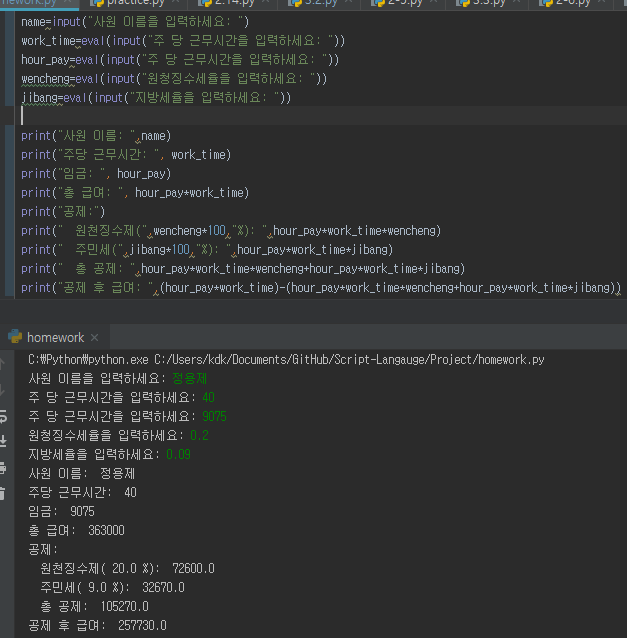 mework.py × practice.py × 2.14.py × 3.2.py × 2-5.py × 3.3.py × 2-6.py ×
name=input("사원 이름을 입력하세요: ")
work_time=eval(input("주 당 근무시간을 입력하세요: "))
hour_pay=eval(input("주 당 근무시간을 입력하세요: "))
wencheng=eval(input("원청징수세율을 입력하세요: "))
jibang=eval(input("지방세율을 입력하세요: "))
print("사원 이름: ",name)
print("주당 근무시간: ", work_time)
print("임금: ", hour_pay)
print("총 급여: ", hour_pay*work_time)
print("공제:")
print("  원천징수제(",wencheng*100,"%): ",hour_pay*work_time*wencheng)
print("  주민세(",jibang*100,"%): ",hour_pay*work_time*jibang)
print("  총 공제: ",hour_pay*work_time*wencheng+hour_pay*work_time*jibang)
print("공제 후 급여: ",(hour_pay*work_time)-(hour_pay*work_time*wencheng+hour_pay*work_time*jibang))
homework ×
C:₩Python₩python.exe C:/Users/kdk/Documents/GitHub/Script-Langauge/Project/homework.py
사원 이름을 입력하세요: 정용제
주 당 근무시간을 입력하세요: 40
주 당 근무시간을 입력하세요: 9075
원청징수세율을 입력하세요: 0.2
지방세율을 입력하세요: 0.09
사원 이름:  정용제
주당 근무시간:  40
임금:  9075
총 급여:  363000
공제:
  원천징수제( 20.0 %):  72600.0
  주민세( 9.0 %):  32670.0
  총 공제:  105270.0
공제 후 급여:  257730.0